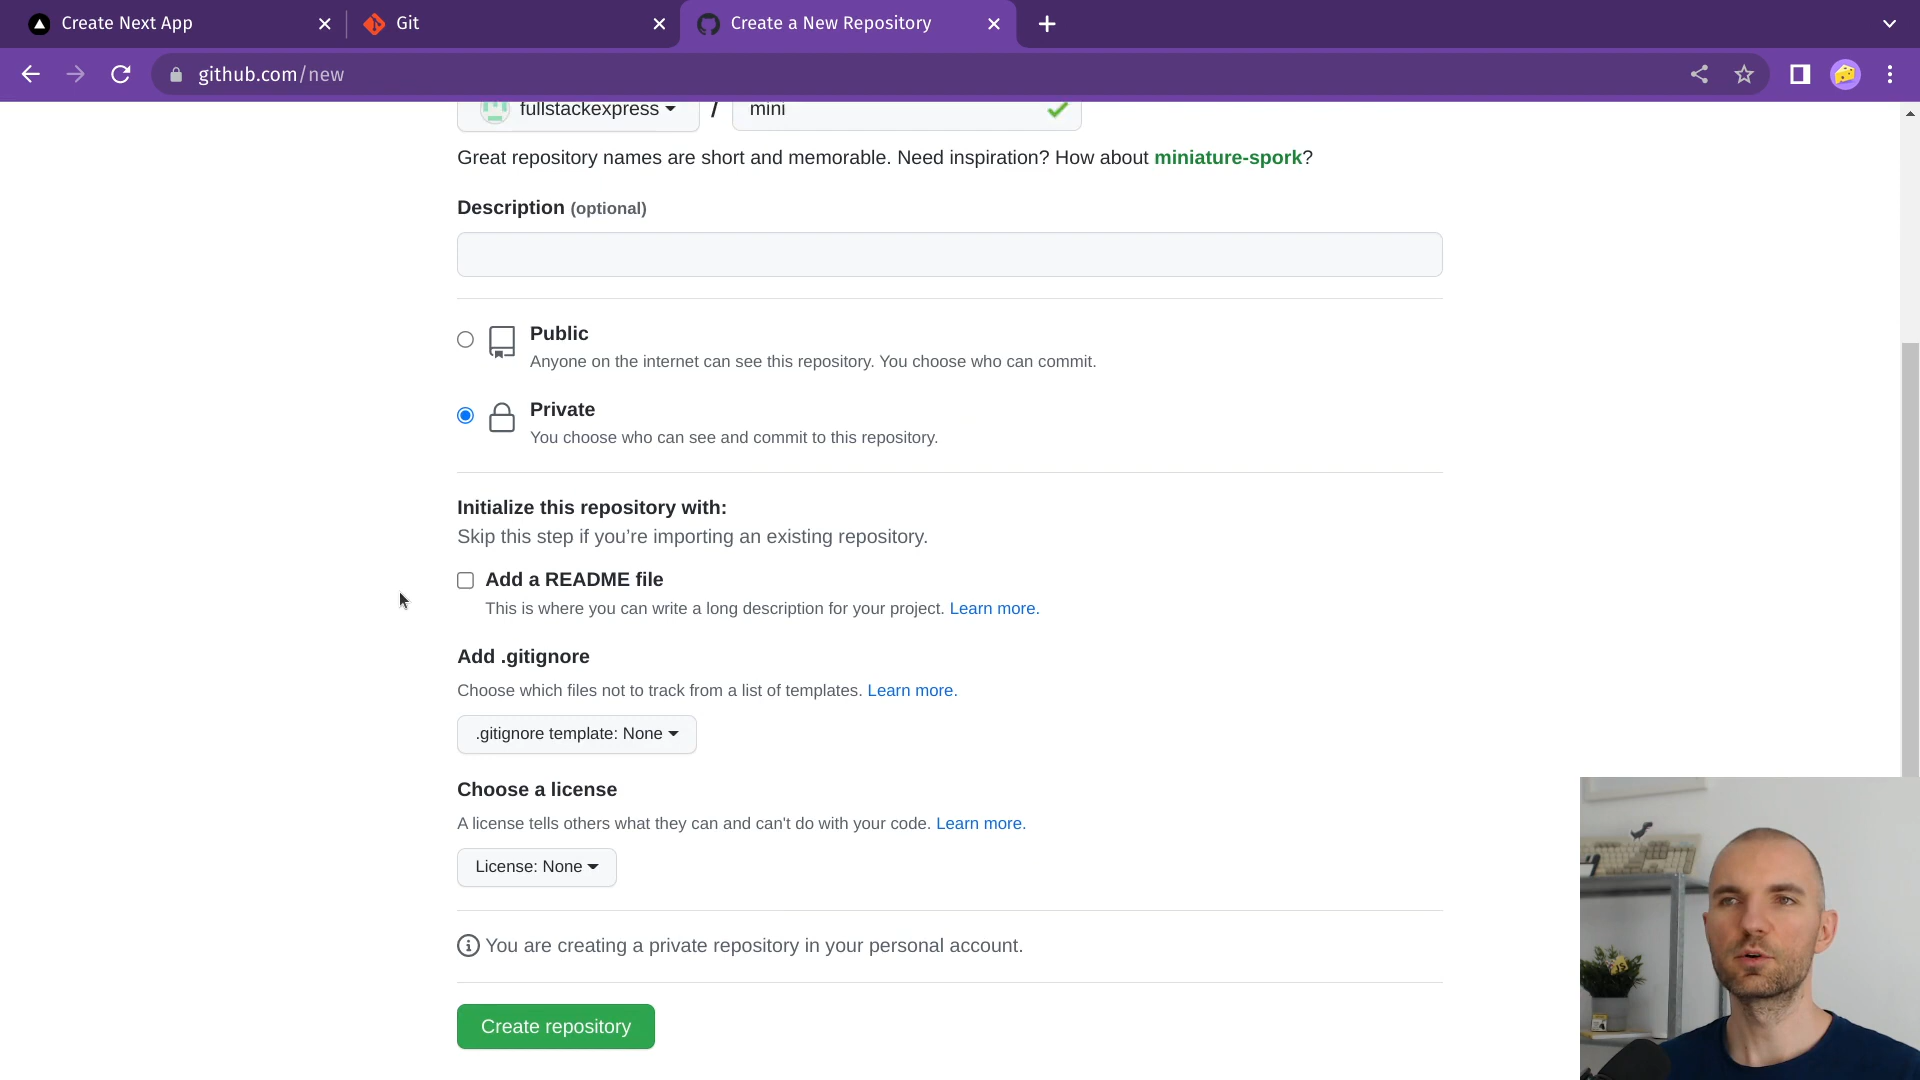 Create Next App
Git
Create a New Repository
github.com/new
fullstackexpress / mini
Great repository names are short and memorable. Need inspiration? How about miniature-spork?
Description (optional)
Public
Anyone on the internet can see this repository. You choose who can commit.
Private
You choose who can see and commit to this repository.
Initialize this repository with:
Skip this step if you’re importing an existing repository.
Add a README file
This is where you can write a long description for your project. Learn more.
Add .gitignore
Choose which files not to track from a list of templates. Learn more.
.gitignore template: None
Choose a license
A license tells others what they can and can't do with your code. Learn more.
License: None
You are creating a private repository in your personal account.
Create repository